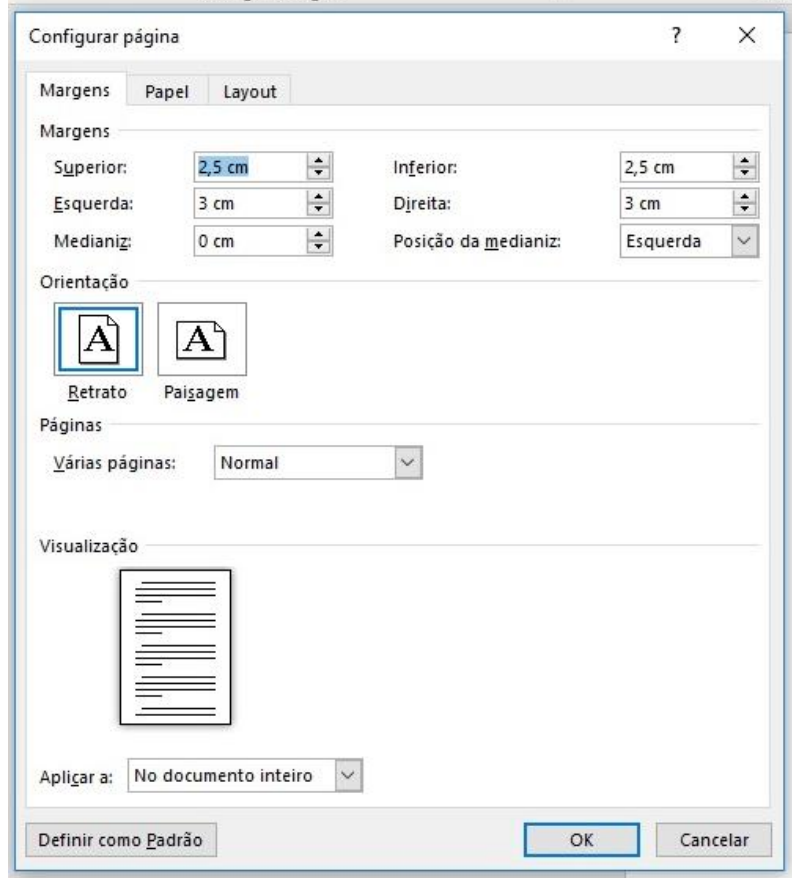 Configurar página ?
Margens Papel Layout
Margens
Superior: 2,5 cm Inferior: 2,5 cm
Esquerda: 3 cm Direita: 3 cm
Medianiz: 0 cm Posição da medianiz: Esquerda
Orientação
A A
Retrato Paisagem
Páginas
Várias páginas: Normal
Visualização
Aplicar a: No documento inteiro
Definir como Padrão OK Cancelar